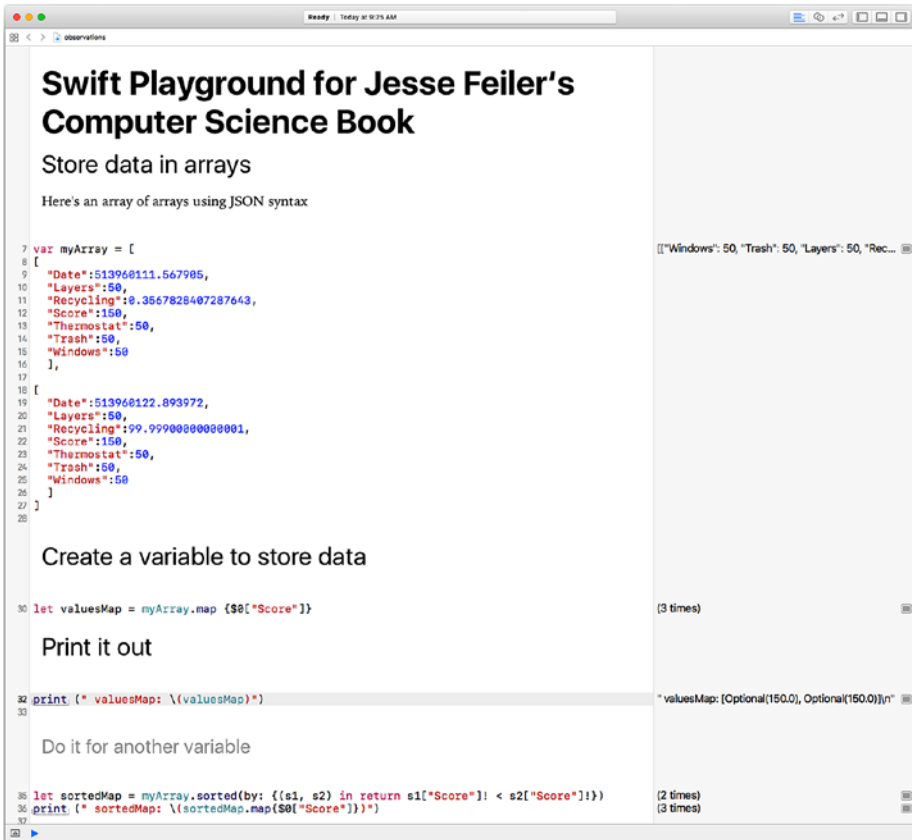 Ready | Today at 9:25 AM
observations
Swift Playground for Jesse Feiler's
Computer Science Book
Store data in arrays
Here's an array of arrays using JSON syntax
7 var myArray = [ [["Windows": 50, "Trash": 50, "Layers": 50, "Rec...
8 [
9 "Date":513960111.567905,
10 "Layers":50,
11 "Recycling":0.3567828407287643,
12 "Score":150,
13 "Thermostat":50,
14 "Trash":50,
15 "Windows":50
16 ],
17
18 [
19 "Date":513960122.893972,
20 "Layers":50,
21 "Recycling":99.99900000000001,
22 "Score":150,
23 "Thermostat":50,
24 "Trash":50,
25 "Windows":50
26 ]
27 ]
28
Create a variable to store data
30 let valuesMap = myArray.map {$0["Score"]} (3 times)
Print it out
32 print (" valuesMap: \(valuesMap)") " valuesMap: [Optional(150.0), Optional(150.0)]\n"
33
Do it for another variable
35 let sortedMap = myArray.sorted(by: {(s1, s2) in return s1["Score"]! < s2["Score"]!}) (2 times)
36 print (" sortedMap: \(sortedMap.map{$0["Score"]})") (3 times)
37